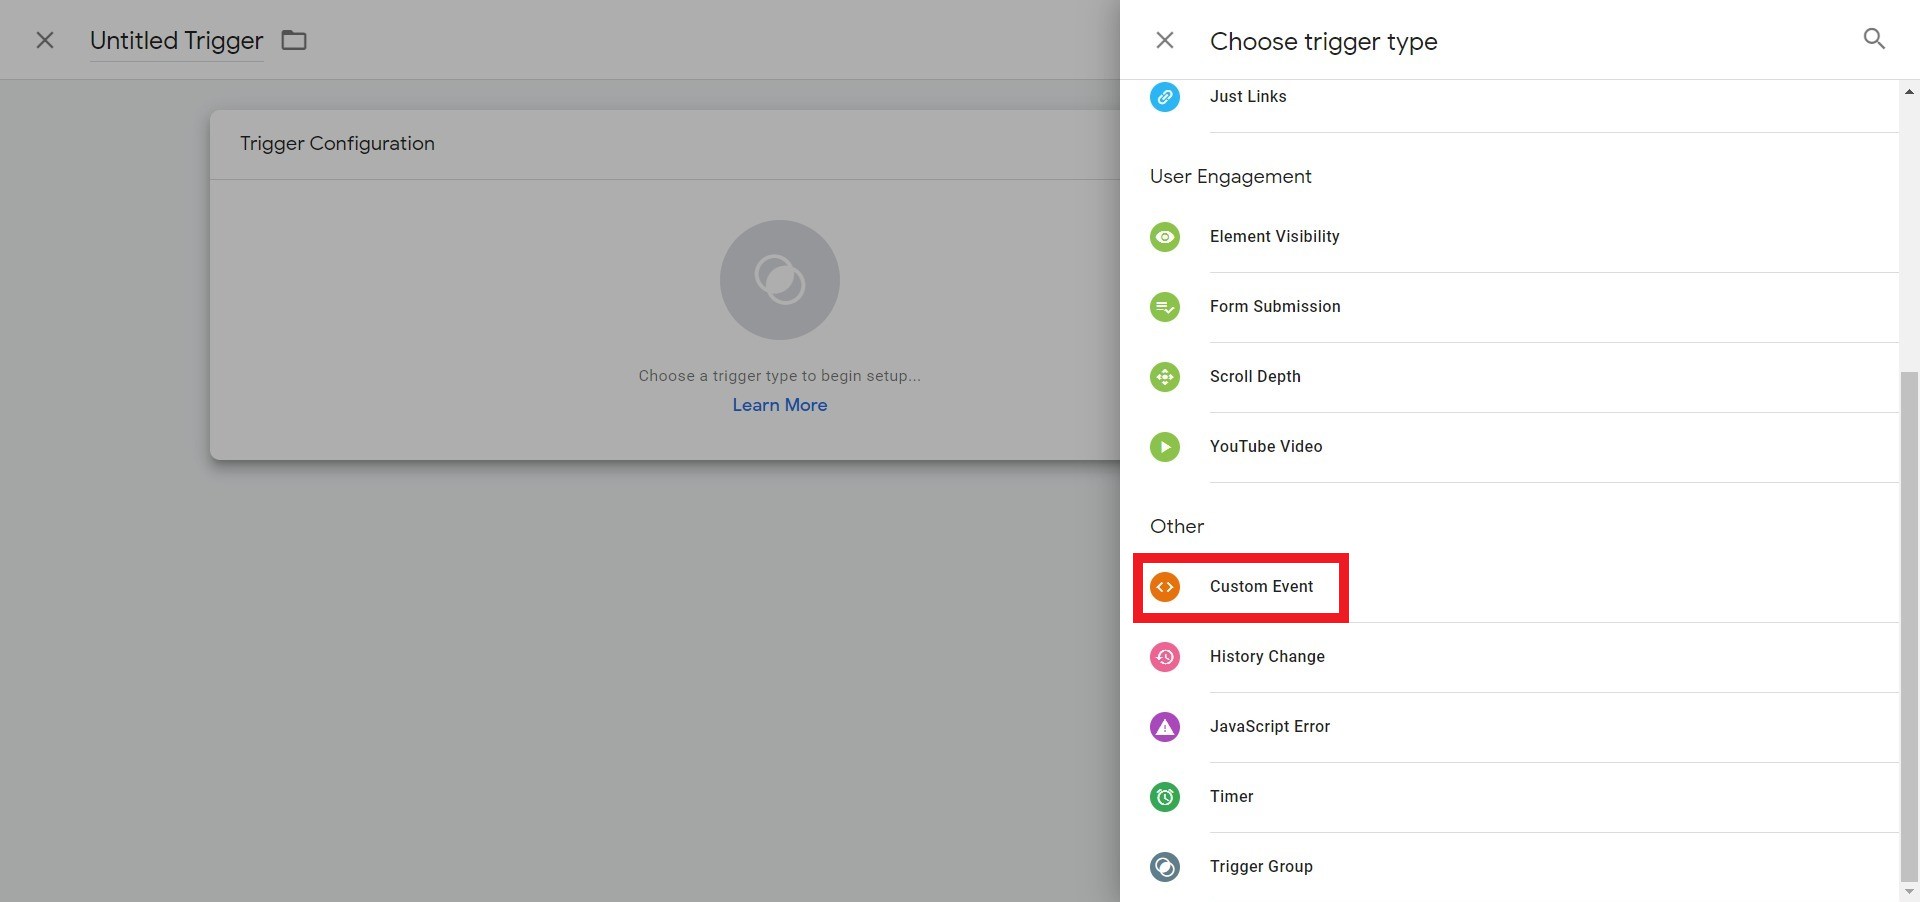 Untitled Trigger
Trigger Configuration
Choose a trigger type to begin setup...
Learn More
Choose trigger type
Just Links
User Engagement
Element Visibility
Form Submission
Scroll Depth
YouTube Video
Other
Custom Event
History Change
JavaScript Error
Timer
Trigger Group